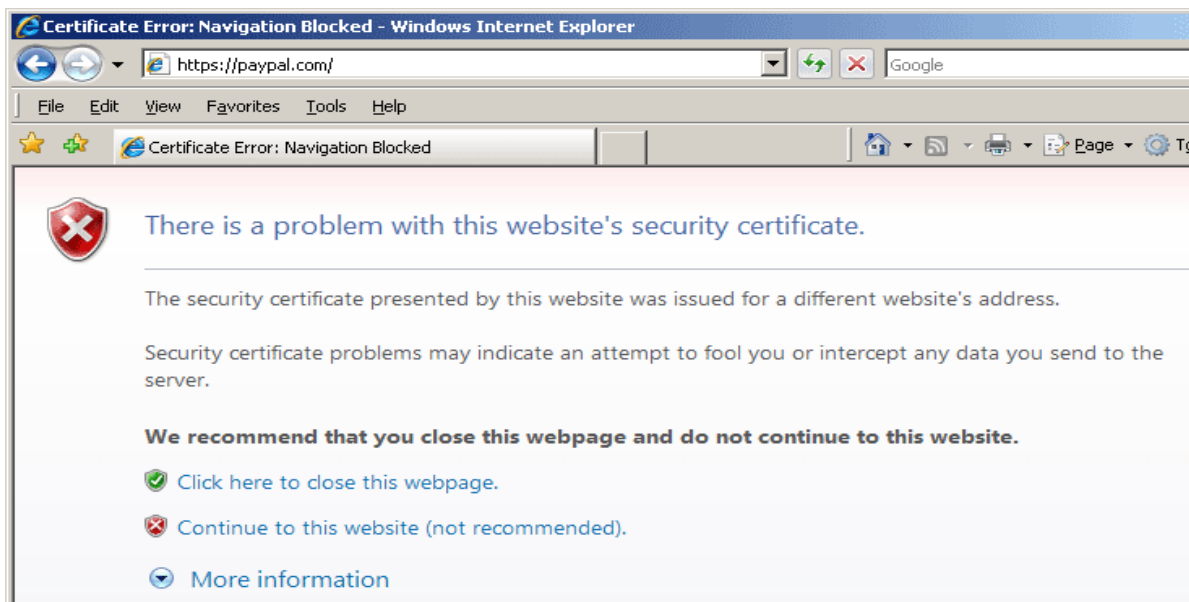 Certificate Error: Navigation Blocked - Windows Internet Explorer
https://paypal.com/ Google
File Edit View Favorites Tools Help
Certificate Error: Navigation Blocked Page
There is a problem with this website's security certificate.
The security certificate presented by this website was issued for a different website's address.
Security certificate problems may indicate an attempt to fool you or intercept any data you send to the
server.
We recommend that you close this webpage and do not continue to this website.
Click here to close this webpage.
Continue to this website (not recommended).
More information